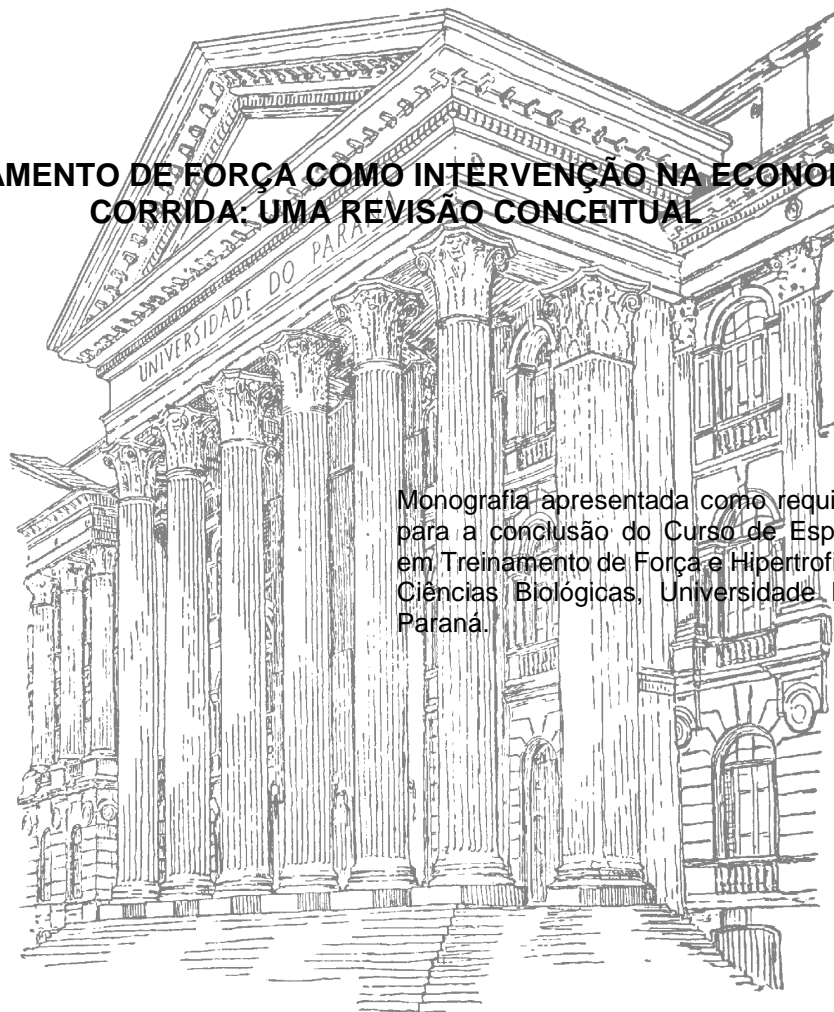 AMENTO DE FORÇA COMO INTERVENÇÃO NA ECONO
CORRIDA: UMA REVISÃO CONCEITUAL
UNIVERSIDADE DO PARA
Monografia apresentada como requi
para a conclusão do Curso de Esp
em Treinamento de Força e Hipertrofi
Ciências Biológicas, Universidade
Paraná.